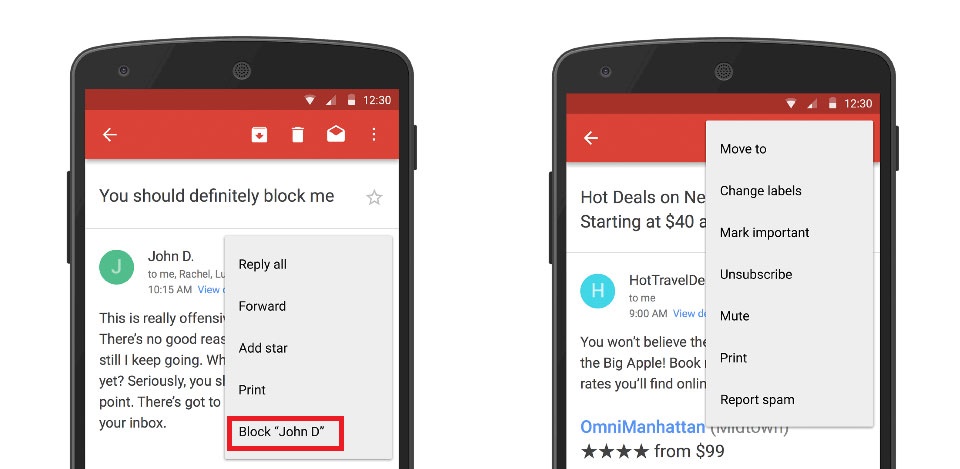 12:30
You should definitely block me
J
John D.
to me, Rachel, Lu
10:15 AM View d
This is really offensiv
There's no good reas
still I keep going. Wh
yet? Seriously, you sl
point. There's got to
your inbox.
Reply all
Forward
Add star
Print
Block “John D”
12:30
Hot Deals on Ne
Starting at $40 a
H
HotTravelDe
to me
9:00 AM View de
You won't believe the
the Big Apple! Book r
rates you'll find onlin
OmniManhattan (Midtown)
★★★★ from $99
Move to
Change labels
Mark important
Unsubscribe
Mute
Print
Report spam